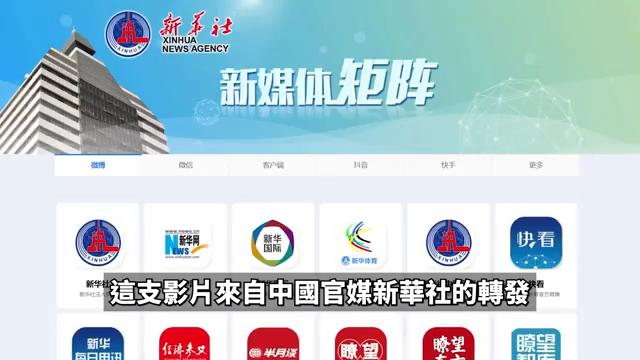 新华社
XINHUA
NEWS AGENCY
新媒体矩阵
微博
微信
客户端
抖音
快手
更多
XINHUA
www.news.cn
新华网
NEWS
新华
国际
新华体育
XINHUA
快看
新华社
這支影片來自中國官媒新華社的轉發
新华
每日电讯
经济参考
半月谈
瞭望
瞭望
瞭望
智库